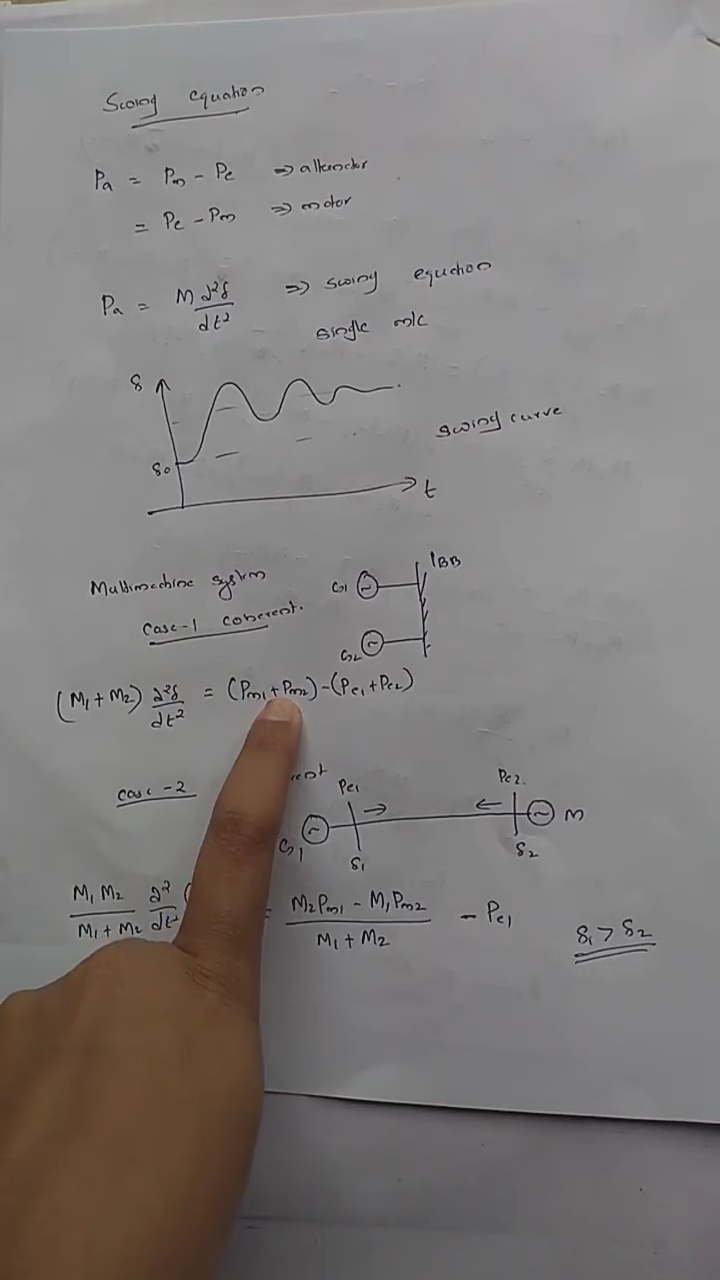 Swing equation
Pa = Pm - Pe ⇒ alternator
= Pe - Pm ⇒ motor
Pa = M d²δ/dt² ⇒ swing equation
single m/c
δ
δ₀
t
swing curve
Multimachine system
case-1 coherent.
G1
G2
IBB
(M₁ + M₂) d²δ/dt² = (Pm₁ + Pm₂) - (Pe₁ + Pe₂)
case-2
Pe₁
Pe2.
G₁
M
δ₁
δ₂
M₁ M₂/M₁ + M₂ d²/dt² = M₂Pm₁ - M₁Pm₂/M₁ + M₂ - Pe₁
δ₁ > δ₂